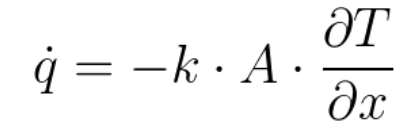 q̇ = −k · A · ∂T/∂x